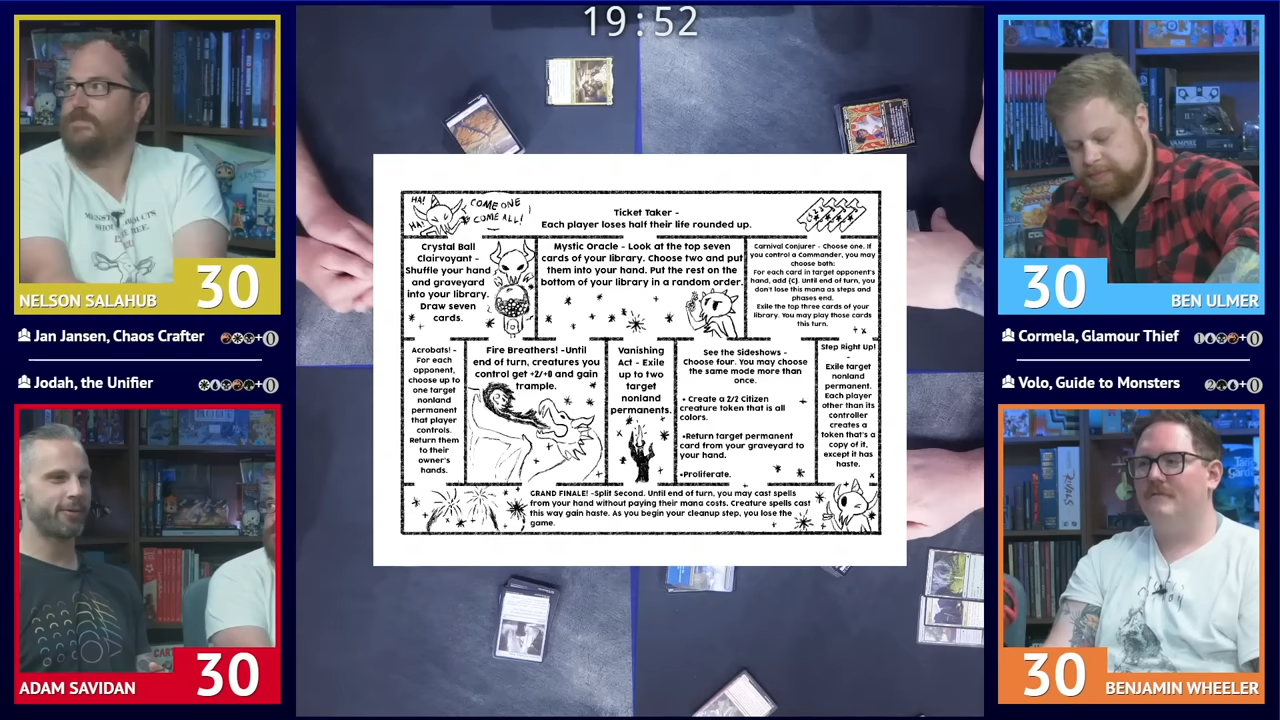 19:52
NELSON SALAHUB
30
Jan Jansen, Chaos Crafter
+0
Jodah, the Unifier
+0
ADAM SAVIDAN
30
30
BEN ULMER
Cormela, Glamour Thief
1 +0
Volo, Guide to Monsters
2 +0
30
BENJAMIN WHEELER
HA!
HA!
COME ONE
COME ALL!
Ticket Taker -
Each player loses half their life rounded up.
Crystal Ball
Clairvoyant -
Shuffle your hand
and graveyard
into your library.
Draw seven
cards.
Mystic Oracle - Look at the top seven
cards of your library. Choose two and put
them into your hand. Put the rest on the
bottom of your library in a random order.
Carnival Conjurer - Choose one. If
you control a Commander, you may
choose both:
For each card in target opponent's
hand, add {C}. Until end of turn, you
don't lose this mana as steps and
phases end.
Exile the top three cards of your
library. You may play those cards
this turn.
Acrobats! -
For each
opponent,
choose up to
one target
nonland
permanent
that player
controls.
Return them
to their
owner's
hands.
Fire Breathers! -Until
end of turn, creatures you
control get +2/+0 and gain
trample.
Vanishing
Act - Exile
up to two
target
nonland
permanents.
See the Sideshows -
Choose four. You may choose
the same mode more than
once.
• Create a 2/2 Citizen
creature token that is all
colors.
•Return target permanent
card from your graveyard to
your hand.
•Proliferate.
Step Right Up!
-
Exile target
nonland
permanent.
Each player
other than its
controller
creates a
token that's a
copy of it,
except it has
haste.
GRAND FINALE! -Split Second. Until end of turn, you may cast spells
from your hand without paying their mana costs. Creature spells cast
this way gain haste. As you begin your cleanup step, you lose the
game.